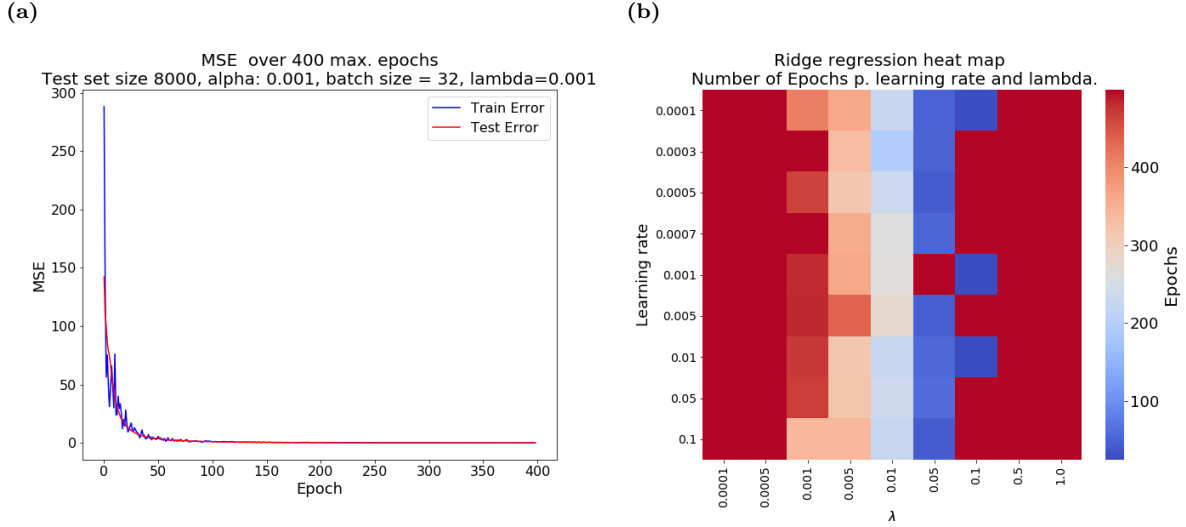 (a)
MSE  over 400 max. epochs
Test set size 8000, alpha: 0.001, batch size = 32, lambda=0.001
300
250
200
150
100
50
0
MSE
Train Error
Test Error
0 50 100 150 200 250 300 350 400
Epoch
(b)
Ridge regression heat map
Number of Epochs p. learning rate and lambda.
Learning rate
0.0001
0.0003
0.0005
0.0007
0.001
0.005
0.01
0.05
0.1
0.0001 0.0005 0.001 0.005 0.01 0.05 0.1 0.5 1.0
λ
400
300
200
100
Epochs